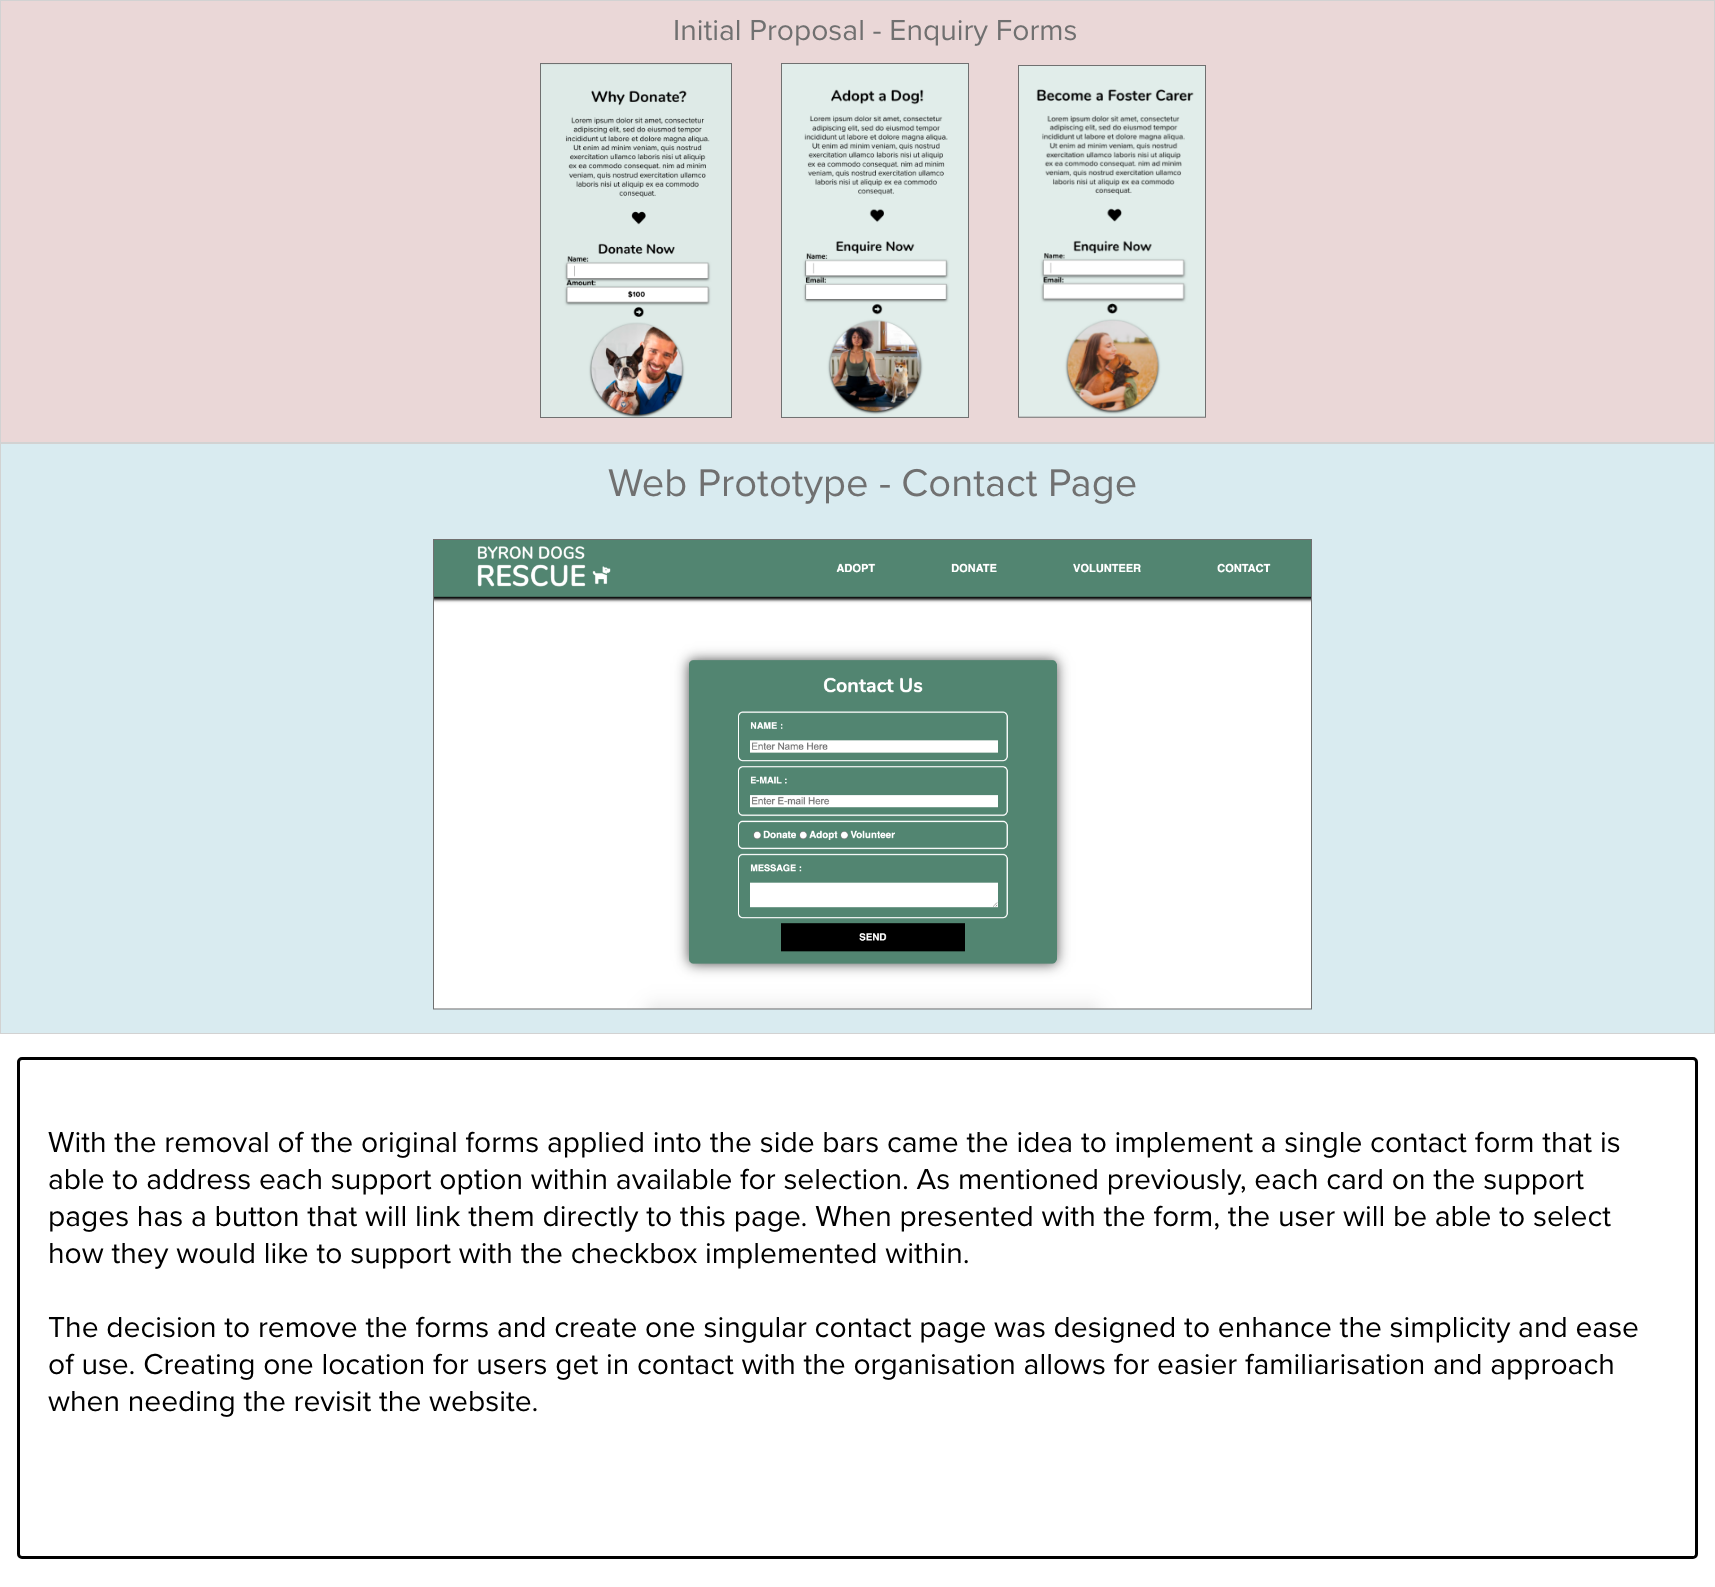 Initial Proposal - Enquiry Forms
Why Donate?
Lorem ipsum dolor sit amet, consectetur
adipiscing elit, sed do eiusmod tempor
incididunt ut labore et dolore magna aliqua.
Ut enim ad minim veniam, quis nostrud
exercitation ullamco laboris nisi ut aliquip
ex ea commodo consequat. nim ad minim
veniam, quis nostrud exercitation ullamco
laboris nisi ut aliquip ex ea commodo
consequat.
Donate Now
Name:
Amount:
$100
Adopt a Dog!
Lorem ipsum dolor sit amet, consectetur
adipiscing elit, sed do eiusmod tempor
incididunt ut labore et dolore magna aliqua.
Ut enim ad minim veniam, quis nostrud
exercitation ullamco laboris nisi ut aliquip
ex ea commodo consequat. nim ad minim
veniam, quis nostrud exercitation ullamco
laboris nisi ut aliquip ex ea commodo
consequat.
Enquire Now
Name:
Email:
Become a Foster Carer
Lorem ipsum dolor sit amet, consectetur
adipiscing elit, sed do eiusmod tempor
incididunt ut labore et dolore magna aliqua.
Ut enim ad minim veniam, quis nostrud
exercitation ullamco laboris nisi ut aliquip
ex ea commodo consequat. nim ad minim
veniam, quis nostrud exercitation ullamco
laboris nisi ut aliquip ex ea commodo
consequat.
Enquire Now
Name:
Email:
Web Prototype - Contact Page
BYRON DOGS
RESCUE
ADOPT DONATE VOLUNTEER CONTACT
Contact Us
NAME :
Enter Name Here
E-MAIL :
Enter E-mail Here
Donate Adopt Volunteer
MESSAGE :
SEND
With the removal of the original forms applied into the side bars came the idea to implement a single contact form that is
able to address each support option within available for selection. As mentioned previously, each card on the support
pages has a button that will link them directly to this page. When presented with the form, the user will be able to select
how they would like to support with the checkbox implemented within.
The decision to remove the forms and create one singular contact page was designed to enhance the simplicity and ease
of use. Creating one location for users get in contact with the organisation allows for easier familiarisation and approach
when needing the revisit the website.